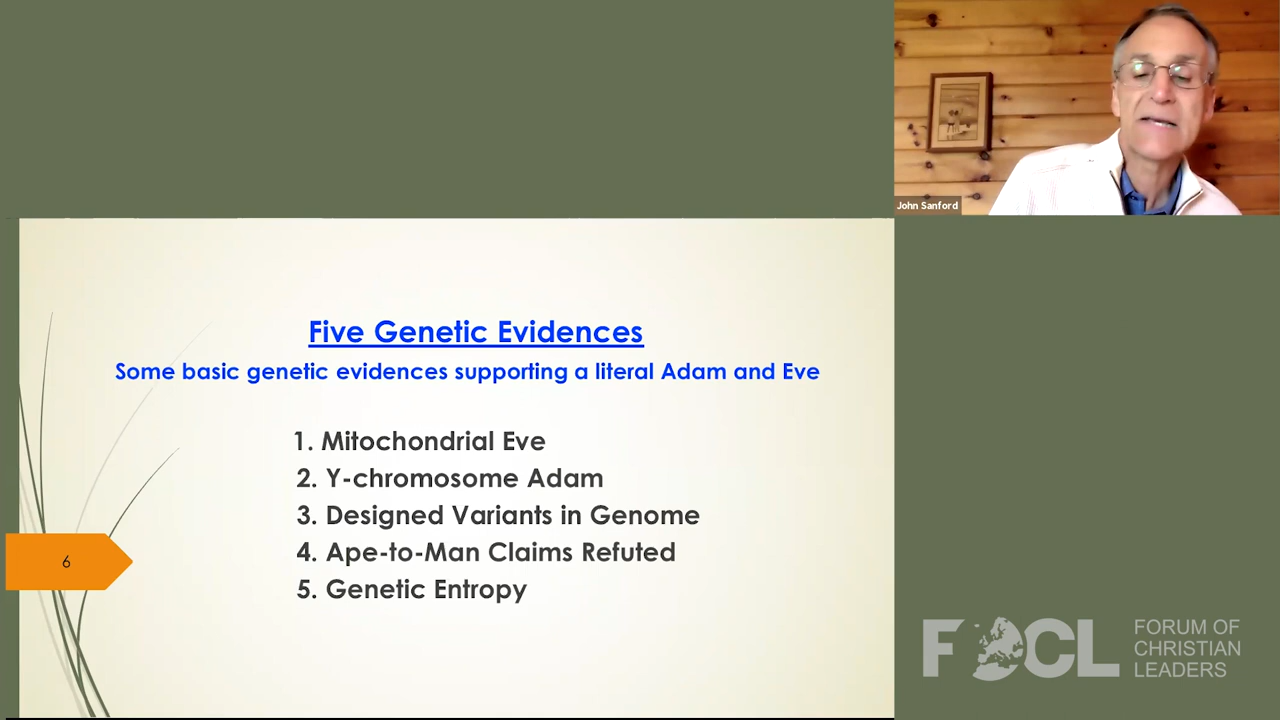 John Sanford
Five Genetic Evidences
Some basic genetic evidences supporting a literal Adam and Eve
1. Mitochondrial Eve
2. Y-chromosome Adam
3. Designed Variants in Genome
4. Ape-to-Man Claims Refuted
5. Genetic Entropy
6
FOCL
FORUM OF
CHRISTIAN
LEADERS